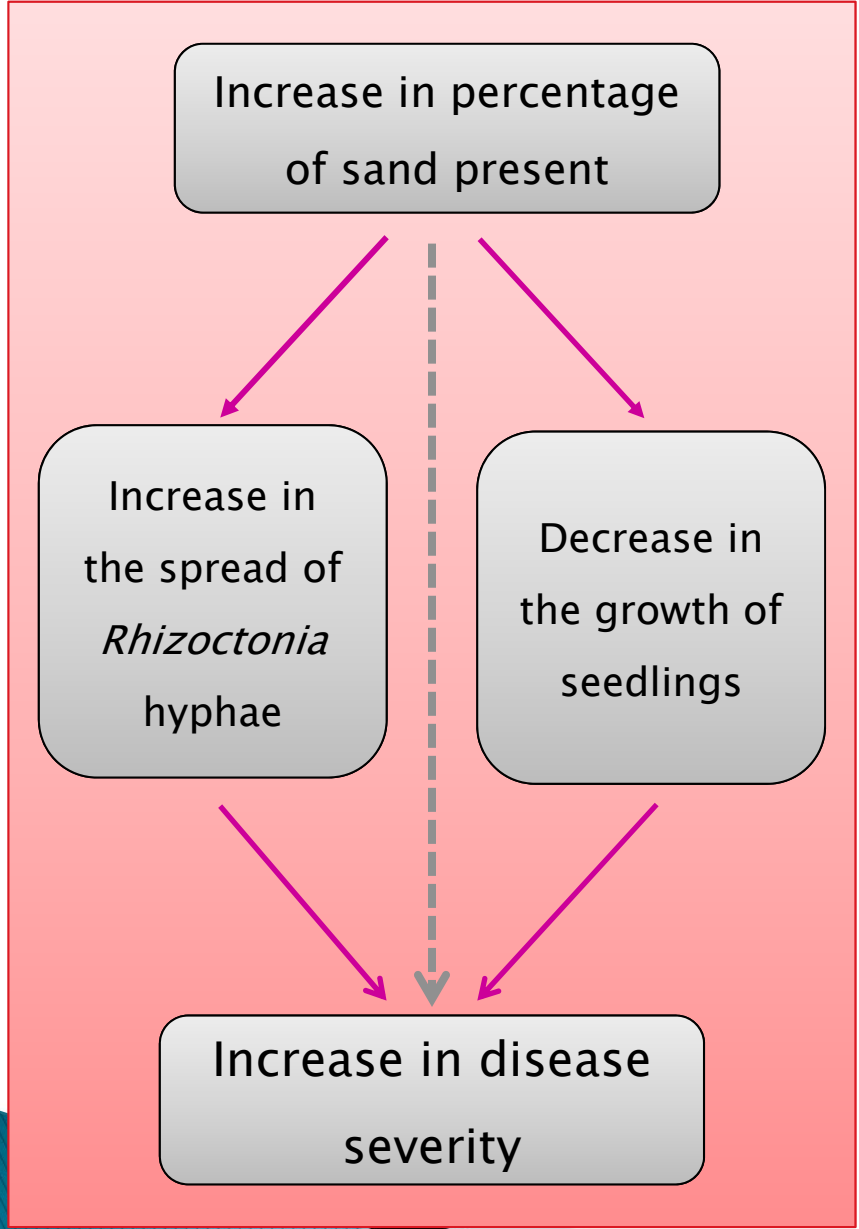 Increase in percentage
of sand present
Increase in
the spread of
Rhizoctonia
hyphae
Decrease in
the growth of
seedlings
Increase in disease
severity